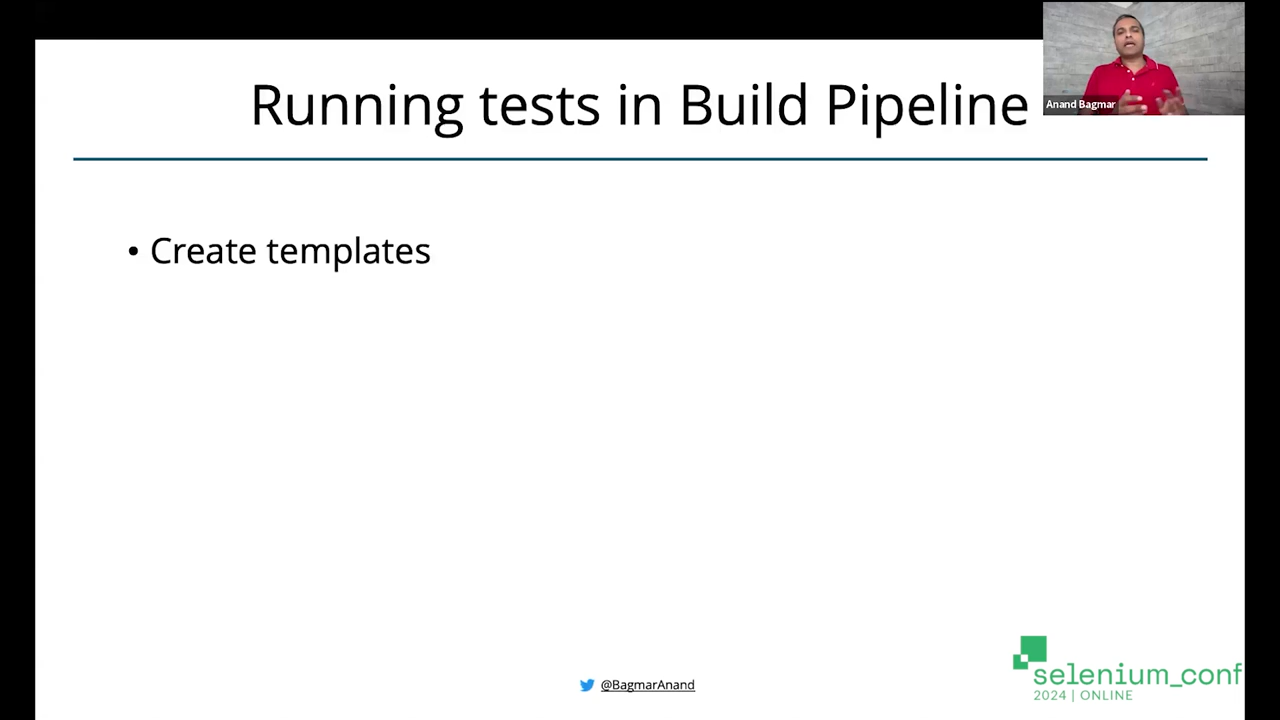 Running tests in Build Pipeline
Anand Bagmar
• Create templates
@BagmarAnand
selenium_conf
2024 | ONLINE